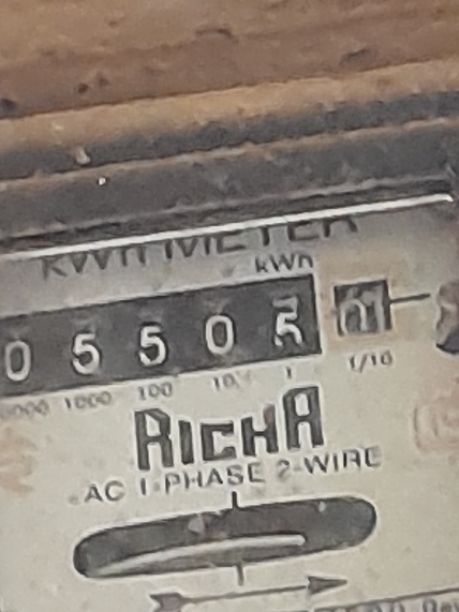 KWH METER
kWh
0 5 5 0 5
1000 100 10 1 1/10
RICHA
AC 1-PHASE 2-WIRE